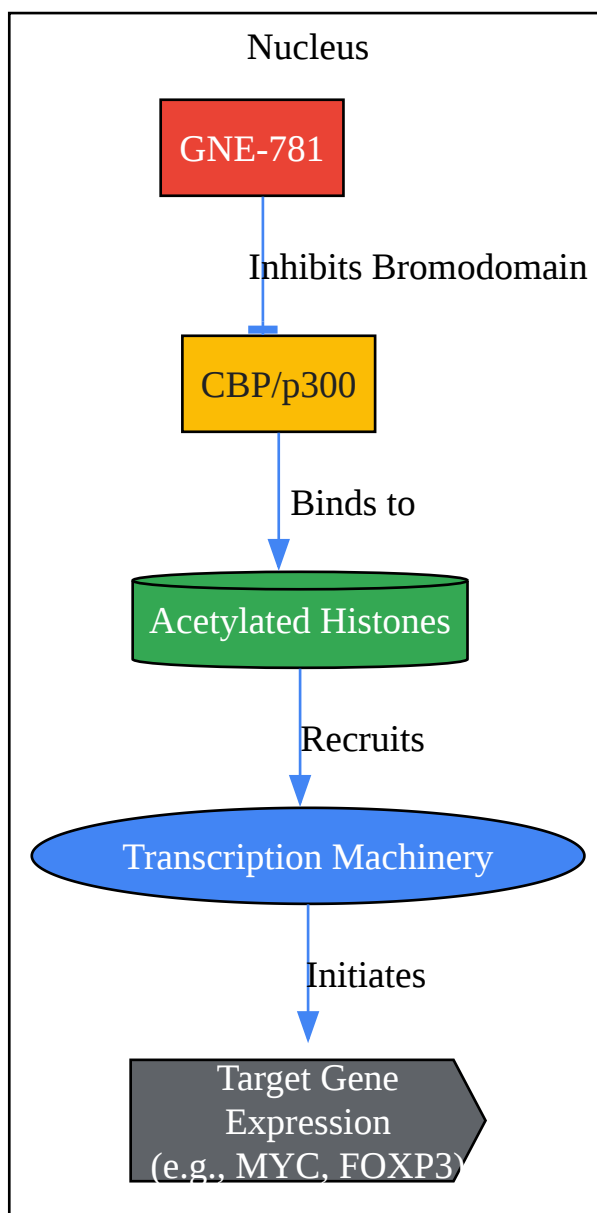 Nucleus
GNE-781
Inhibits Bromodomain
CBP/p300
Binds to
Acetylated Histones
Recruits
Transcription Machinery
Initiates
Target Gene
Expression
(e.g., MYC, FOXP3)